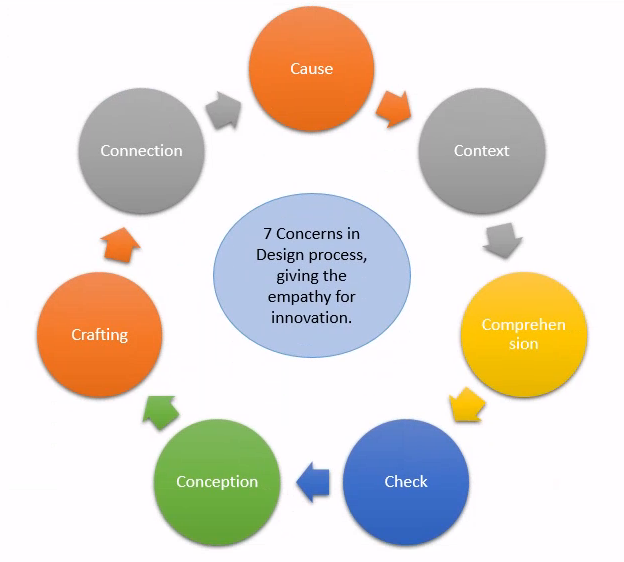 Cause
Context
Comprehen
sion
Check
Conception
Crafting
Connection
7 Concerns in
Design process,
giving the
empathy for
innovation.